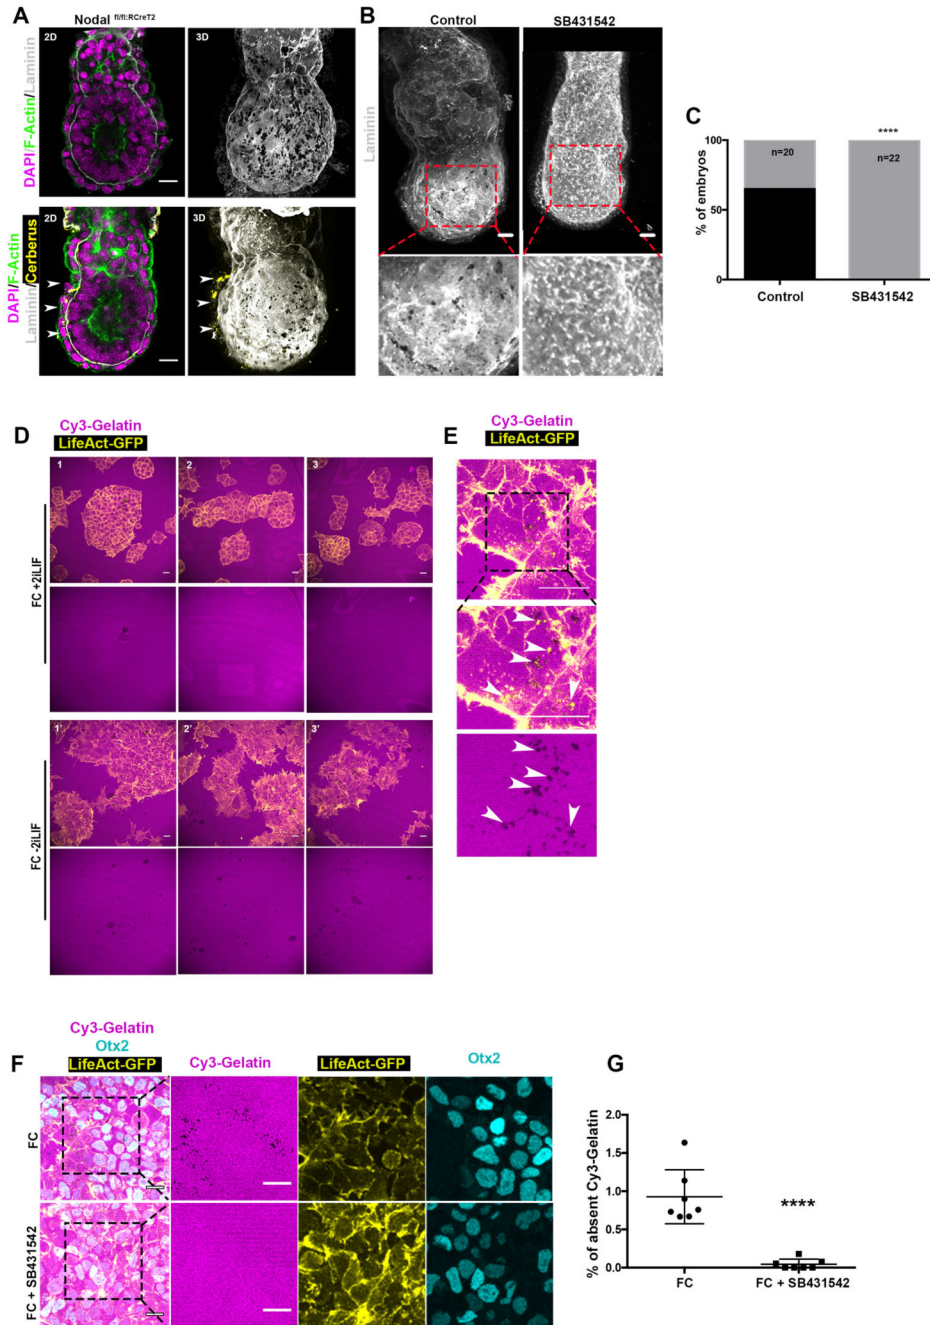 A
Nodal fl/fl:RCreT2
2D
3D
DAPI/F-Actin/Laminin
2D
3D
DAPI/F-Actin
Laminin/Cerberus
B
Control
SB431542
Laminin
C
% of embryos
100
50
0
n=20
****
n=22
Control
SB431542
D
Cy3-Gelatin
LifeAct-GFP
FC +2iLIF
1
2
3
FC -2iLIF
1'
2'
3'
E
Cy3-Gelatin
LifeAct-GFP
F
Cy3-Gelatin
Otx2
LifeAct-GFP
Cy3-Gelatin
LifeAct-GFP
Otx2
FC
FC + SB431542
G
% of absent Cy3-Gelatin
2.0
1.5
1.0
0.5
0.0
****
FC
FC + SB431542